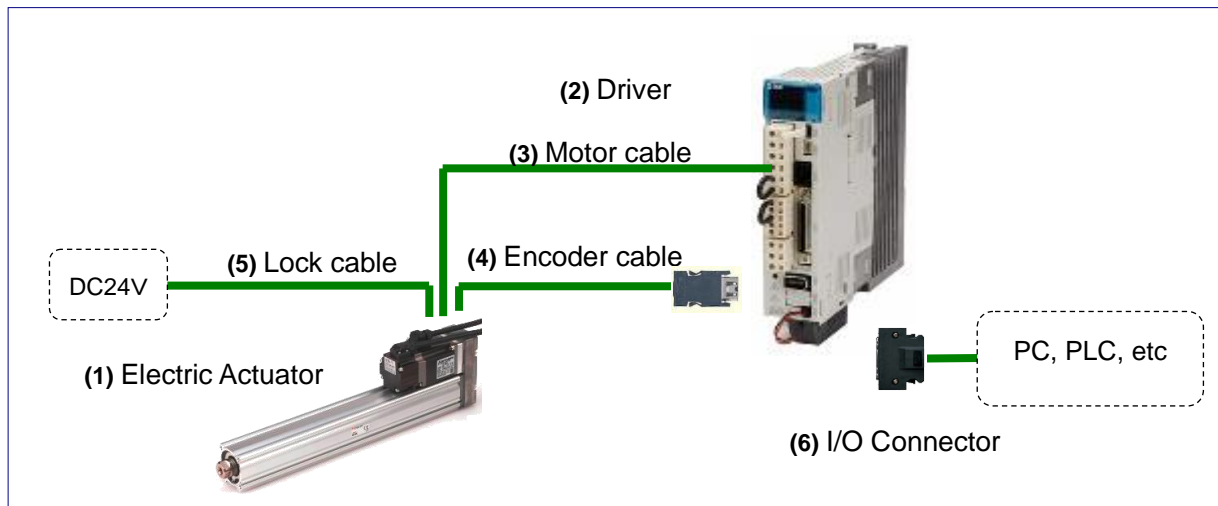 (2) Driver
(3) Motor cable
(5) Lock cable
(4) Encoder cable
DC24V
(1) Electric Actuator
PC, PLC, etc
(6) I/O Connector